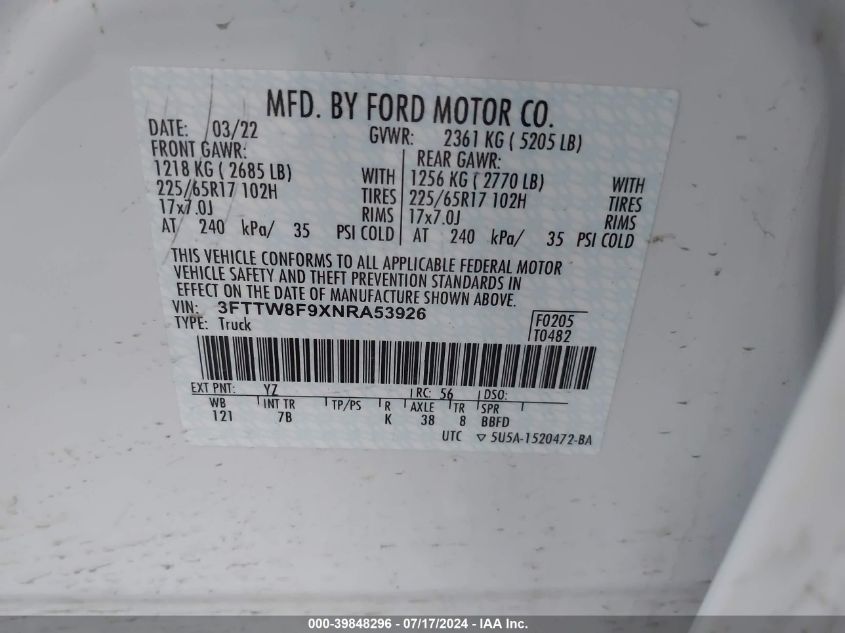 MFD. BY FORD MOTOR CO.
DATE: 03/22 GVWR: 2361 KG ( 5205 LB)
FRONT GAWR: REAR GAWR:
1218 KG ( 2685 LB) WITH 1256 KG ( 2770 LB) WITH
225/65R17 102H TIRES 225/65R17 102H TIRES
17x7.0J RIMS 17x7.0J RIMS
AT 240 kPa/ 35 PSI COLD AT 240 kPa/ 35 PSI COLD
THIS VEHICLE CONFORMS TO ALL APPLICABLE FEDERAL MOTOR
VEHICLE SAFETY AND THEFT PREVENTION STANDARDS IN
EFFECT ON THE DATE OF MANUFACTURE SHOWN ABOVE.
VIN: 3FTTW8F9XNRA53926 F0205
TYPE: Truck T0482
EXT PNT: YZ RC: 56 DSO:
WB INT TR TP/PS R AXLE TR SPR
121 7B K 38 8 BBFD
UTC ▽ 5U5A-1520472-BA
000-39848296 - 07/17/2024 - IAA Inc.